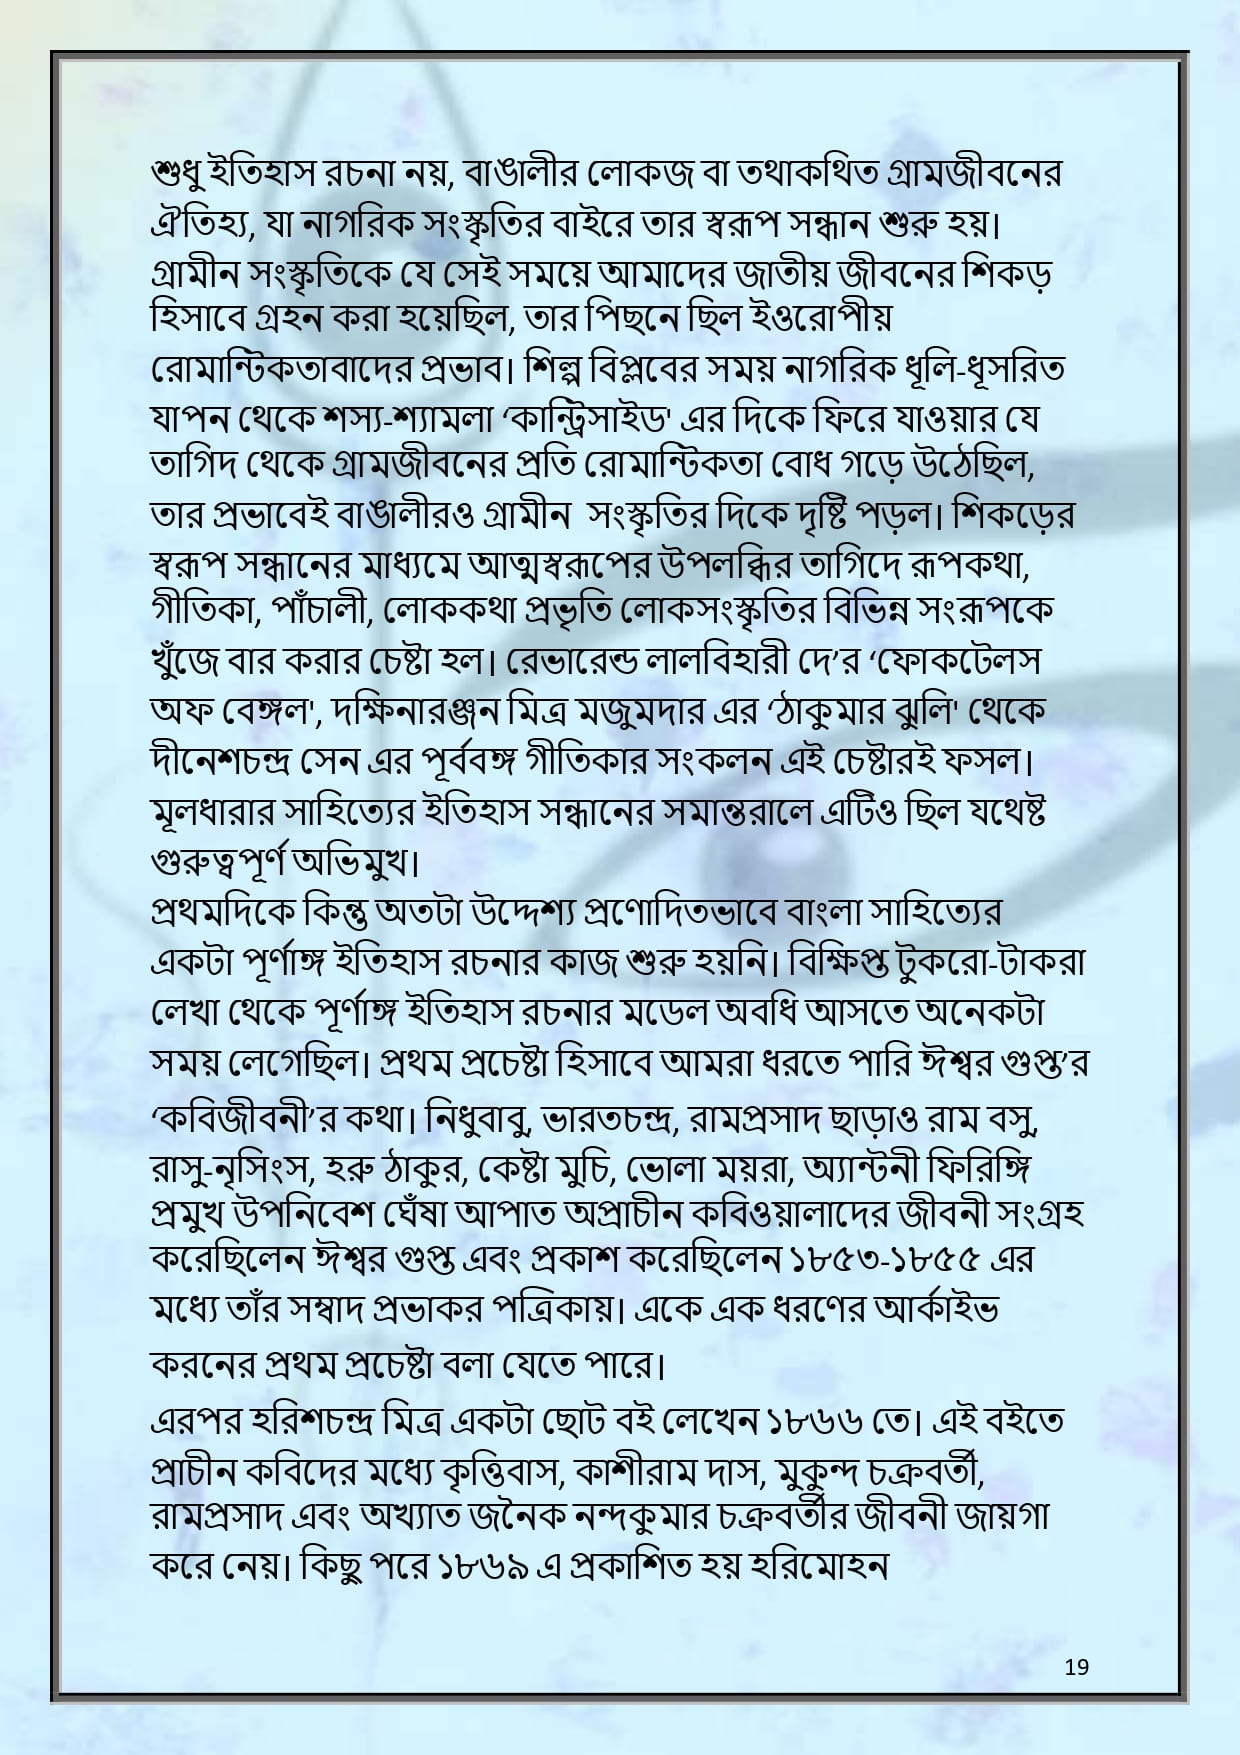 শুধু ইতিহাস রচনা নয়, বাঙালীর লোকজ বা তথাকথিত গ্রামজীবনের
ঐতিহ্য, যা নাগরিক সংস্কৃতির বাইরে তার স্বরূপ সন্ধান শুরু হয়।
গ্রামীন সংস্কৃতিকে যে সেই সময়ে আমাদের জাতীয় জীবনের শিকড়
হিসাবে গ্রহন করা হয়েছিল, তার পিছনে ছিল ইওরোপীয়
রোমান্টিকতাবাদের প্রভাব। শিল্প বিপ্লবের সময় নাগরিক ধূলি-ধূসরিত
যাপন থেকে শস্য-শ্যামলা ‘কান্ট্রিসাইড' এর দিকে ফিরে যাওয়ার যে
তাগিদ থেকে গ্রামজীবনের প্রতি রোমান্টিকতা বোধ গড়ে উঠেছিল,
তার প্রভাবেই বাঙালীরও গ্রামীন সংস্কৃতির দিকে দৃষ্টি পড়ল। শিকড়ের
স্বরূপ সন্ধানের মাধ্যমে আত্মস্বরূপের উপলব্ধির তাগিদে রূপকথা,
গীতিকা, পাঁচালী, লোককথা প্রভৃতি লোকসংস্কৃতির বিভিন্ন সংরূপকে
খুঁজে বার করার চেষ্টা হল। রেভারেন্ড লালবিহারী দে’র ‘ফোকটেলস
অফ বেঙ্গল', দক্ষিনারঞ্জন মিত্র মজুমদার এর ‘ঠাকুমার ঝুলি' থেকে
দীনেশচন্দ্র সেন এর পূর্ববঙ্গ গীতিকার সংকলন এই চেষ্টারই ফসল।
মূলধারার সাহিত্যের ইতিহাস সন্ধানের সমান্তরালে এটিও ছিল যথেষ্ট
গুরুত্বপূর্ণ অভিমুখ।
প্রথমদিকে কিন্তু অতটা উদ্দেশ্য প্রণোদিতভাবে বাংলা সাহিত্যের
একটা পূর্ণাঙ্গ ইতিহাস রচনার কাজ শুরু হয়নি। বিক্ষিপ্ত টুকরো-টাকরা
লেখা থেকে পূর্ণাঙ্গ ইতিহাস রচনার মডেল অবধি আসতে অনেকটা
সময় লেগেছিল। প্রথম প্রচেষ্টা হিসাবে আমরা ধরতে পারি ঈশ্বর গুপ্ত’র
‘কবিজীবনী’র কথা। নিধুবাবু, ভারতচন্দ্র, রামপ্রসাদ ছাড়াও রাম বসু,
রাসু-নৃসিংস, হরু ঠাকুর, কেষ্টা মুচি, ভোলা ময়রা, অ্যান্টনী ফিরিঙ্গি
প্রমুখ উপনিবেশ ঘেঁষা আপাত অপ্রাচীন কবিওয়ালাদের জীবনী সংগ্রহ
করেছিলেন ঈশ্বর গুপ্ত এবং প্রকাশ করেছিলেন ১৮৫৩-১৮৫৫ এর
মধ্যে তাঁর সম্বাদ প্রভাকর পত্রিকায়। একে এক ধরণের আর্কাইভ
করনের প্রথম প্রচেষ্টা বলা যেতে পারে।
এরপর হরিশচন্দ্র মিত্র একটা ছোট বই লেখেন ১৮৬৬ তে। এই বইতে
প্রাচীন কবিদের মধ্যে কৃত্তিবাস, কাশীরাম দাস, মুকুন্দ চক্রবর্তী,
রামপ্রসাদ এবং অখ্যাত জনৈক নন্দকুমার চক্রবর্তীর জীবনী জায়গা
করে নেয়। কিছু পরে ১৮৬৯ এ প্রকাশিত হয় হরিমোহন
19